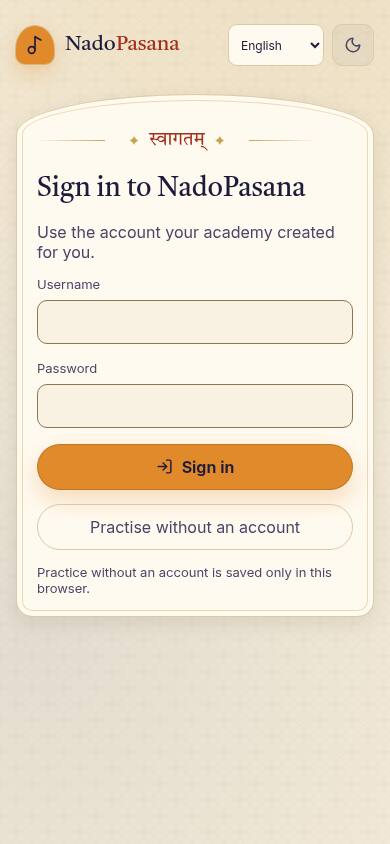 NadoPasana
English
स्वागतम्
Sign in to NadoPasana
Use the account your academy created
for you.
Username
Password
Sign in
Practise without an account
Practice without an account is saved only in this
browser.